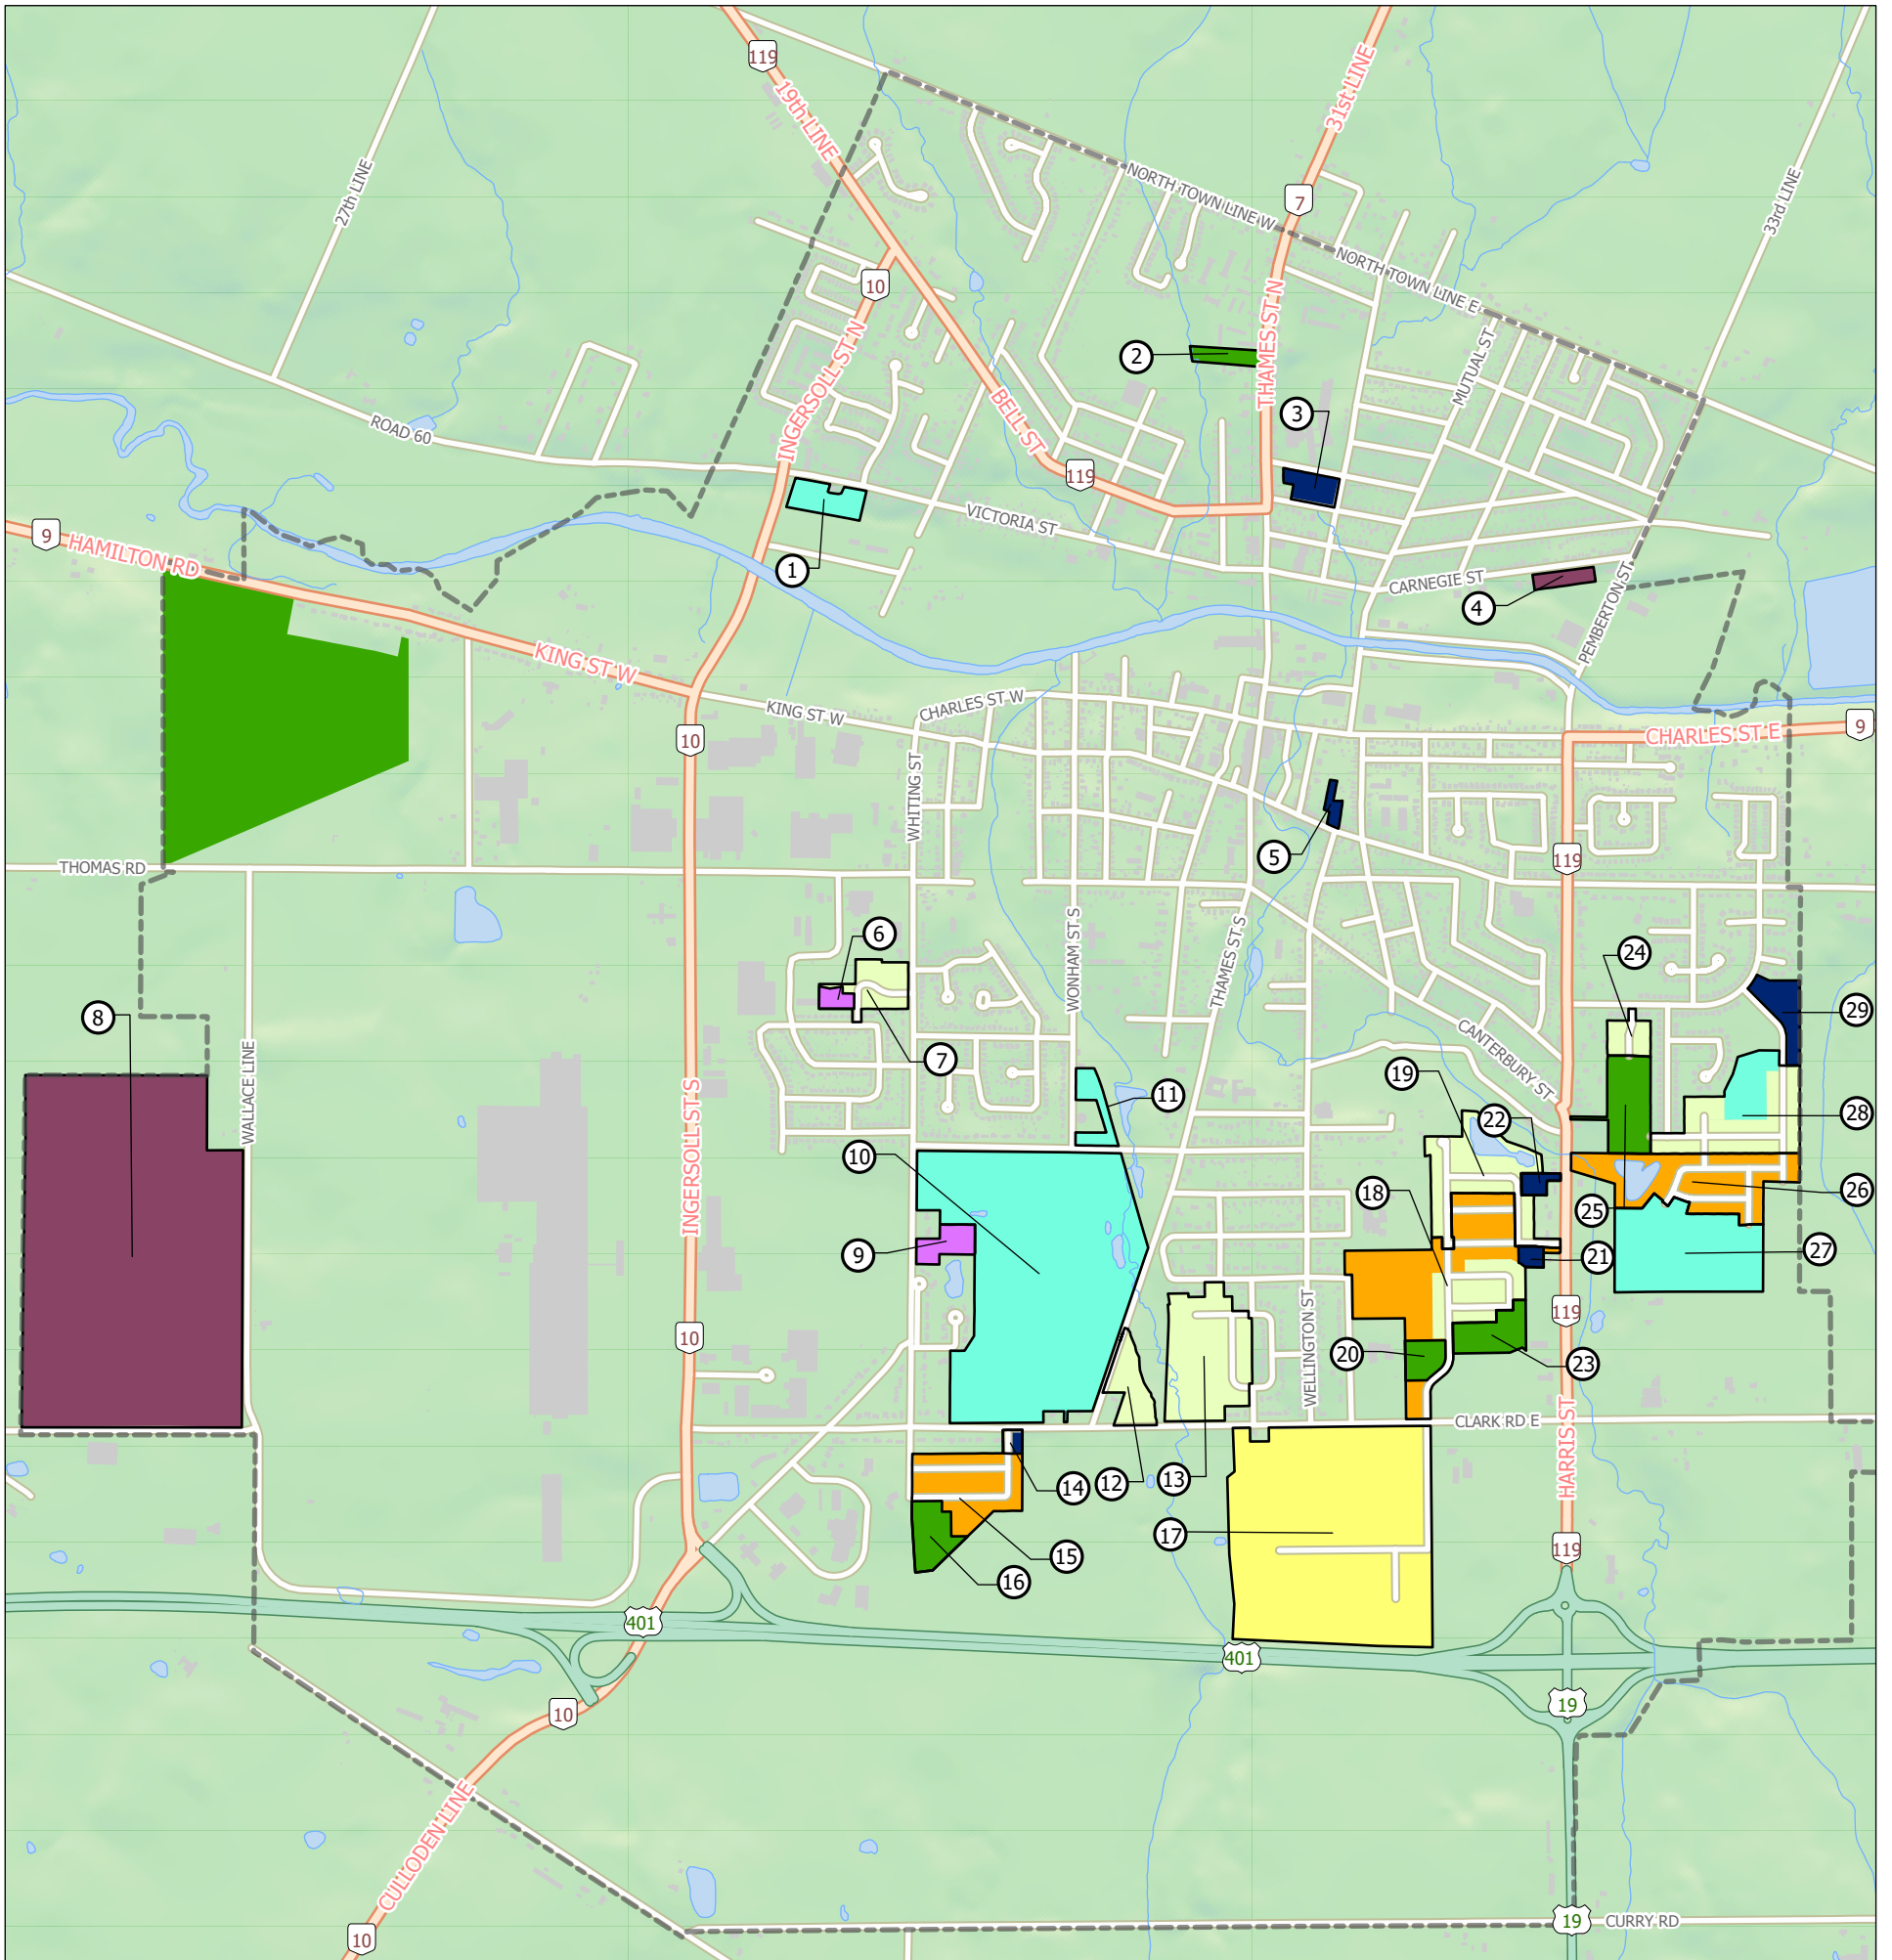 119
19th LINE
31st LINE
27th LINE
NORTH TOWN LINE W
7
33rd LINE
NORTH TOWN LINE E
10
INGERSOLL ST N
THAMES ST N
MUTUAL ST
2
3
BELL ST
ROAD 60
119
VICTORIA ST
9
HAMILTON RD
1
CARNEGIE ST
4
PEMBERTON ST
KING ST W
KING ST W
CHARLES ST W
10
CHARLES ST E
9
WHITING ST
5
119
THOMAS RD
6
WONHAM ST S
THAMES ST S
24
8
29
WALLACE LINE
7
CANTERBURY ST
19
11
22
28
INGERSOLL ST S
10
18
26
25
9
27
21
10
119
WELLINGTON ST
20
23
HARRIS ST
CLARK RD E
14
12
13
17
15
119
16
401
401
19
10
CULLODEN LINE
19
CURRY RD
10